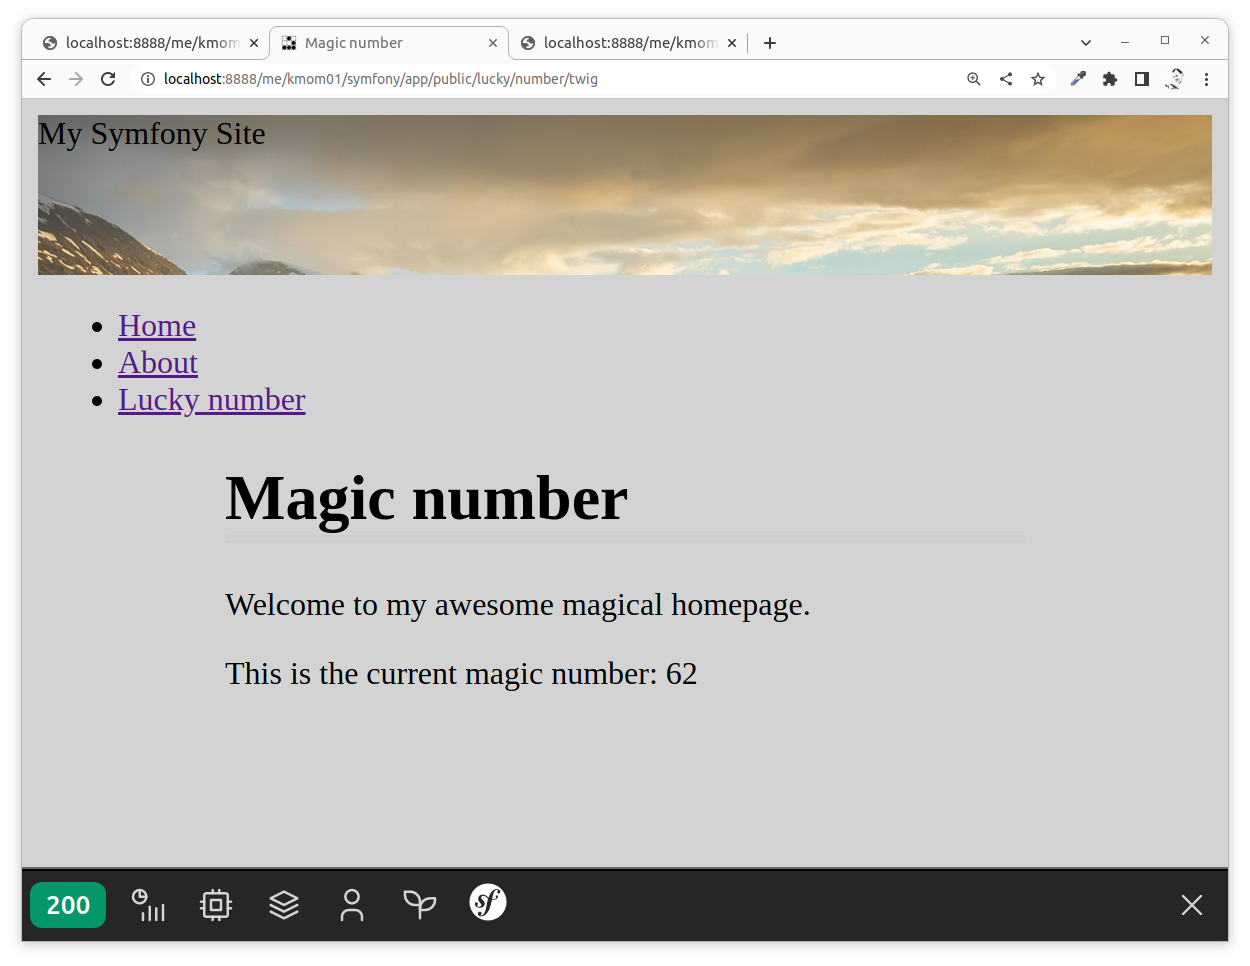 localhost:8888/me/kmom
Magic number
localhost:8888/me/kmom
localhost:8888/me/kmom01/symfony/app/public/lucky/number/twig
My Symfony Site
Home
About
Lucky number
Magic number
Welcome to my awesome magical homepage.
This is the current magic number: 62
200
sf